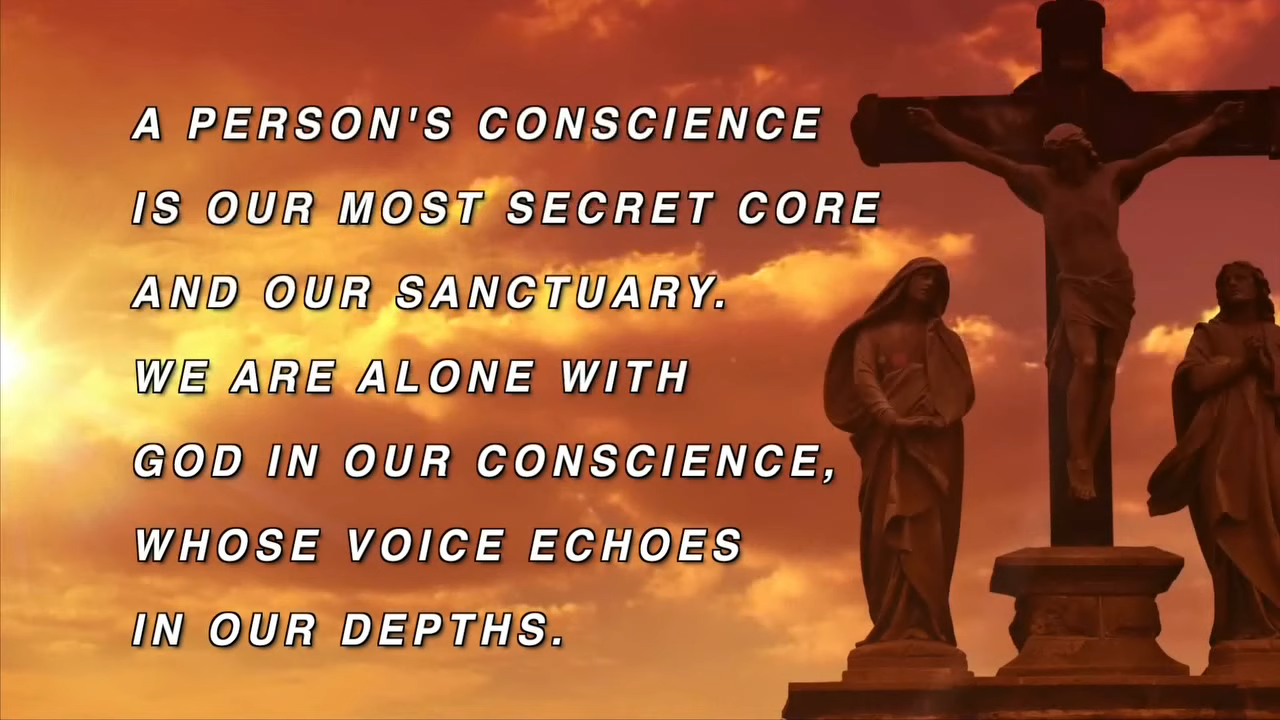 A PERSON'S CONSCIENCE
IS OUR MOST SECRET CORE
AND OUR SANCTUARY.
WE ARE ALONE WITH
GOD IN OUR CONSCIENCE,
WHOSE VOICE ECHOES
IN OUR DEPTHS.